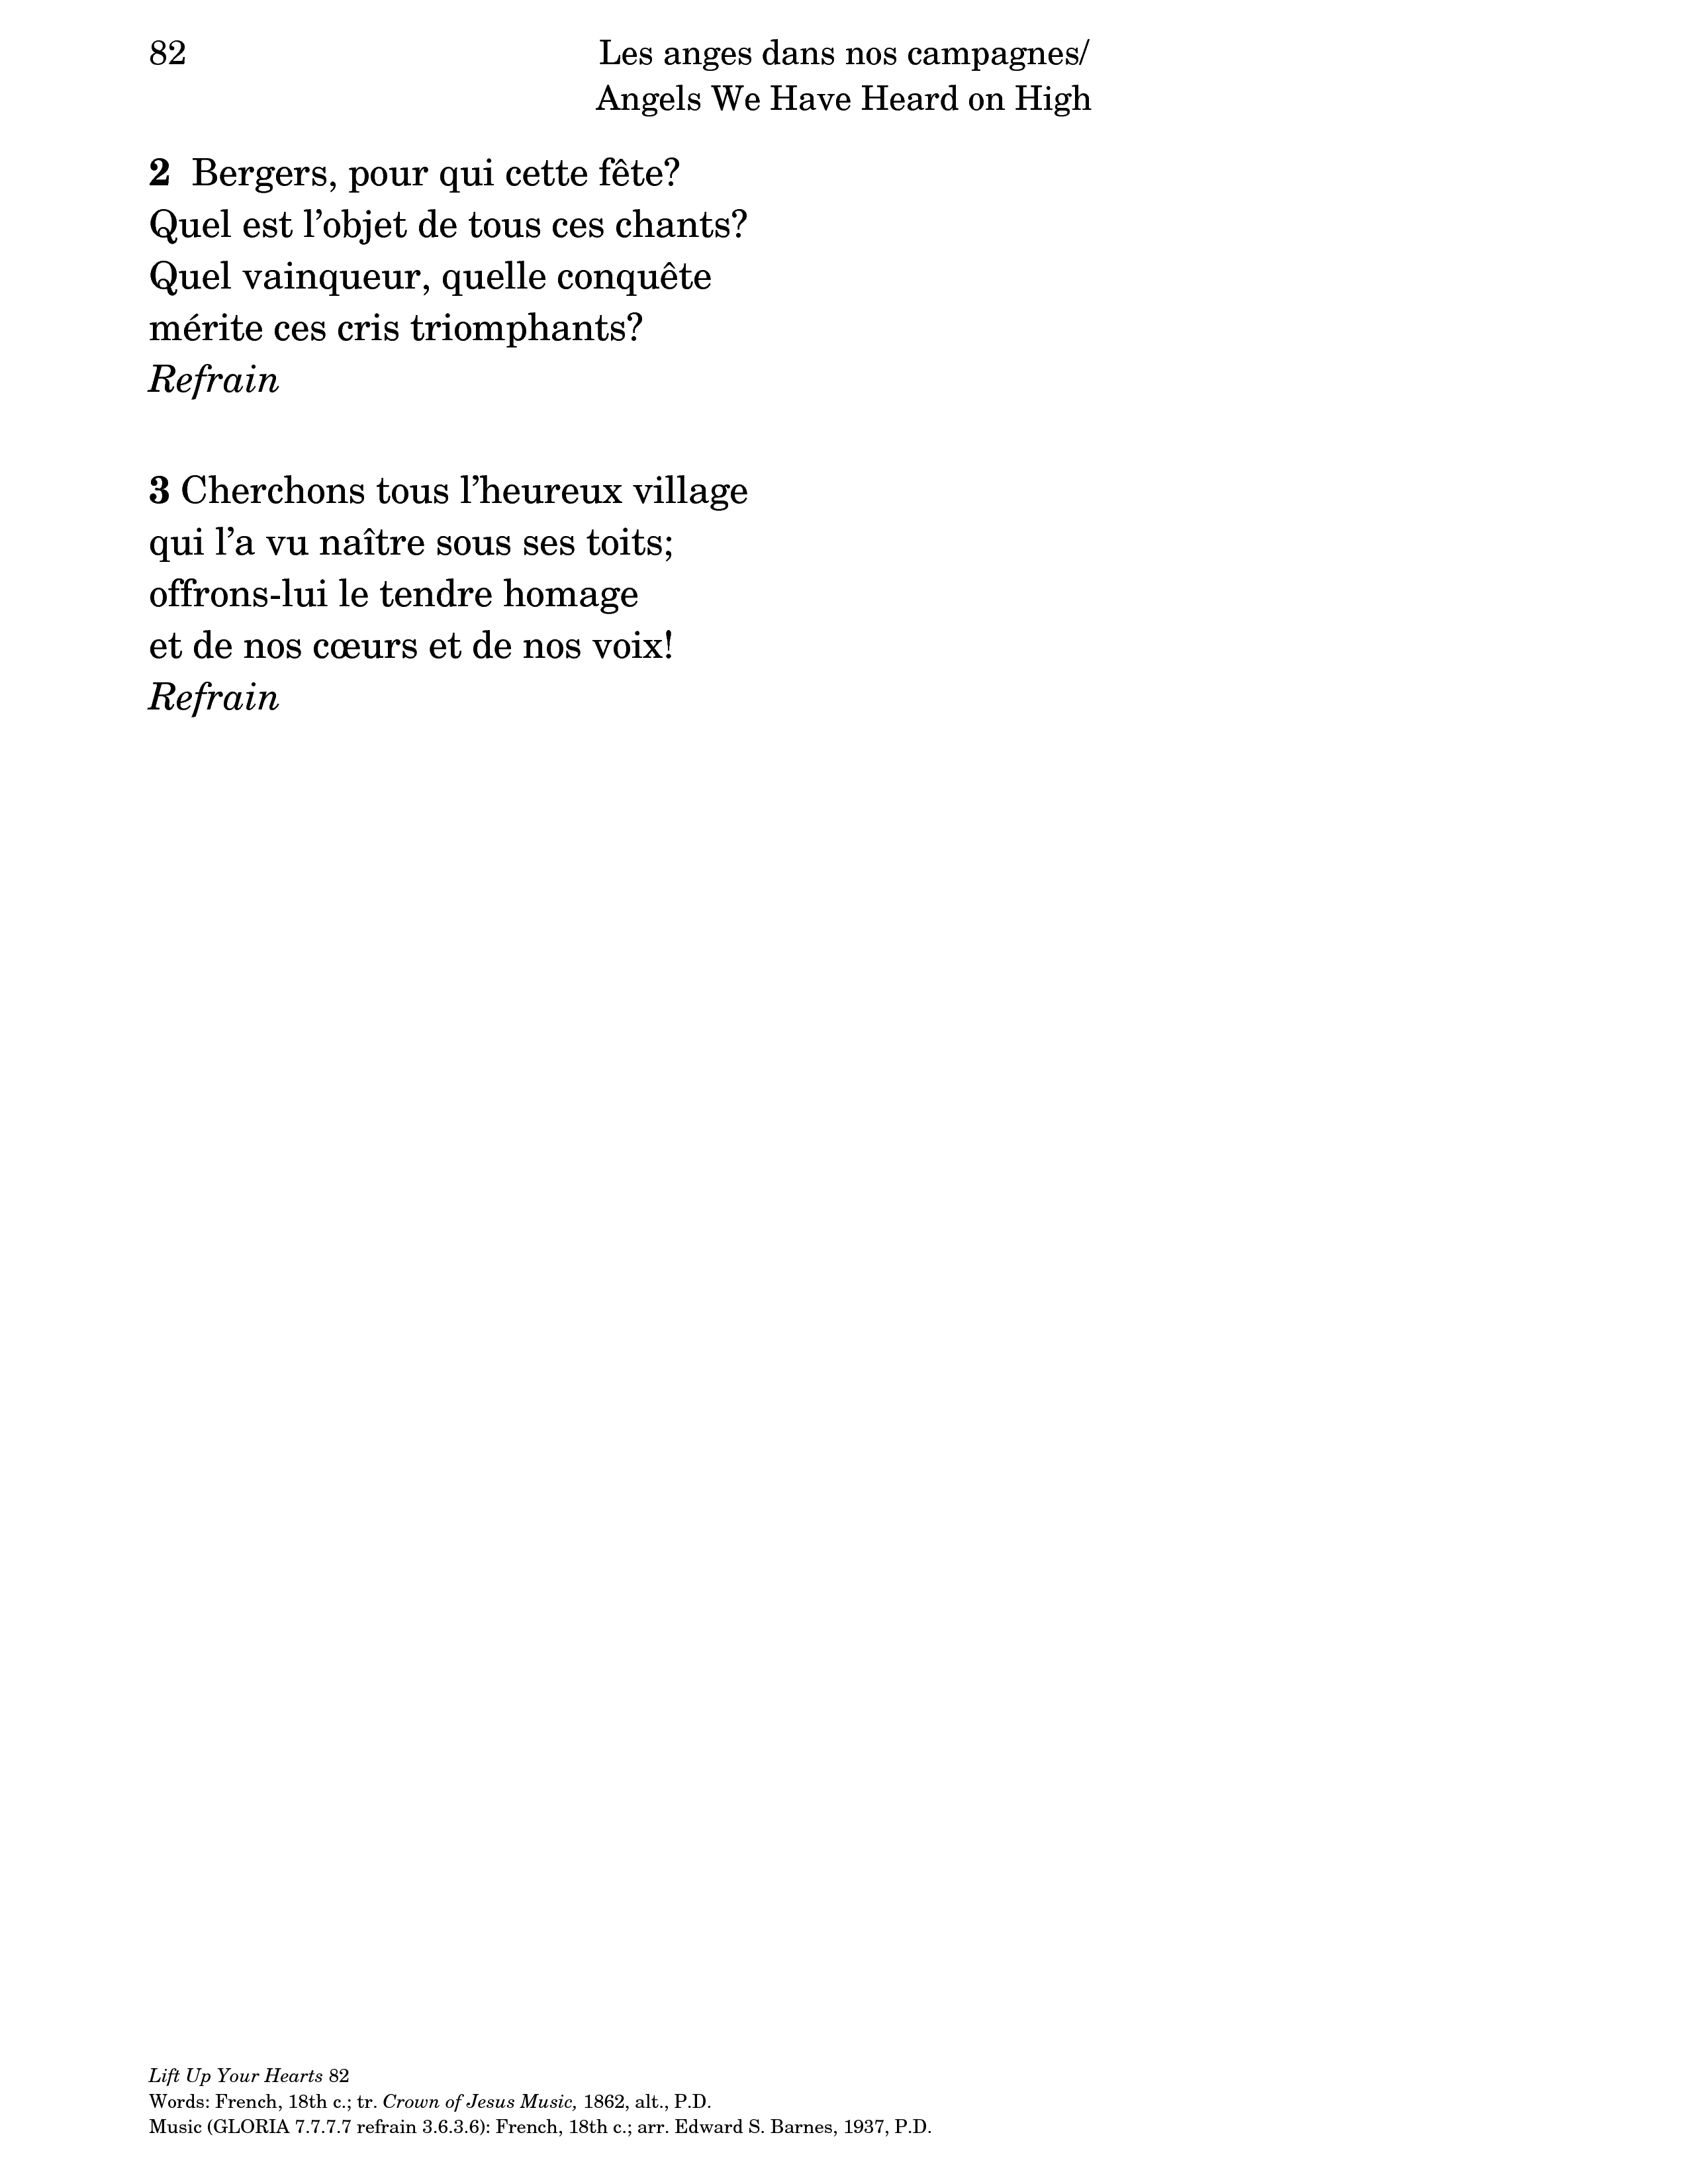 82
Les anges dans nos campagnes/
Angels We Have Heard on High
2 Bergers, pour qui cette fête?
Quel est l’objet de tous ces chants?
Quel vainqueur, quelle conquête
mérite ces cris triomphants?
Refrain
3 Cherchons tous l’heureux village
qui l’a vu naître sous ses toits;
offrons-lui le tendre homage
et de nos cœurs et de nos voix!
Refrain
Lift Up Your Hearts 82
Words: French, 18th c.; tr. Crown of Jesus Music, 1862, alt., P.D.
Music (GLORIA 7.7.7.7 refrain 3.6.3.6): French, 18th c.; arr. Edward S. Barnes, 1937, P.D.